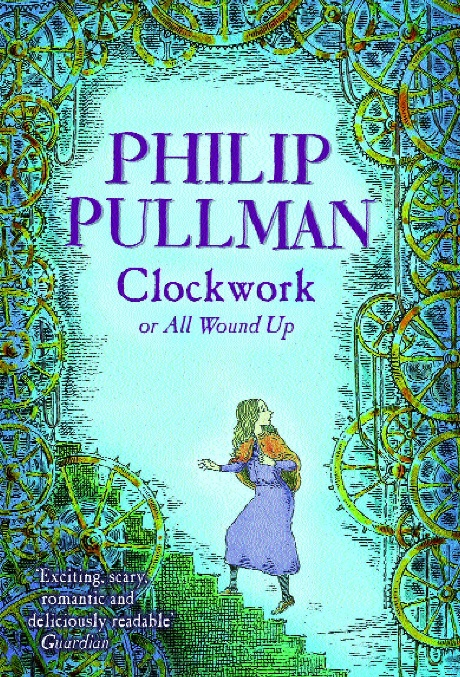 PHILIP
PULLMAN
Clockwork
or All Wound Up
'Exciting, scary,
romantic and
deliciously readable'
Guardian